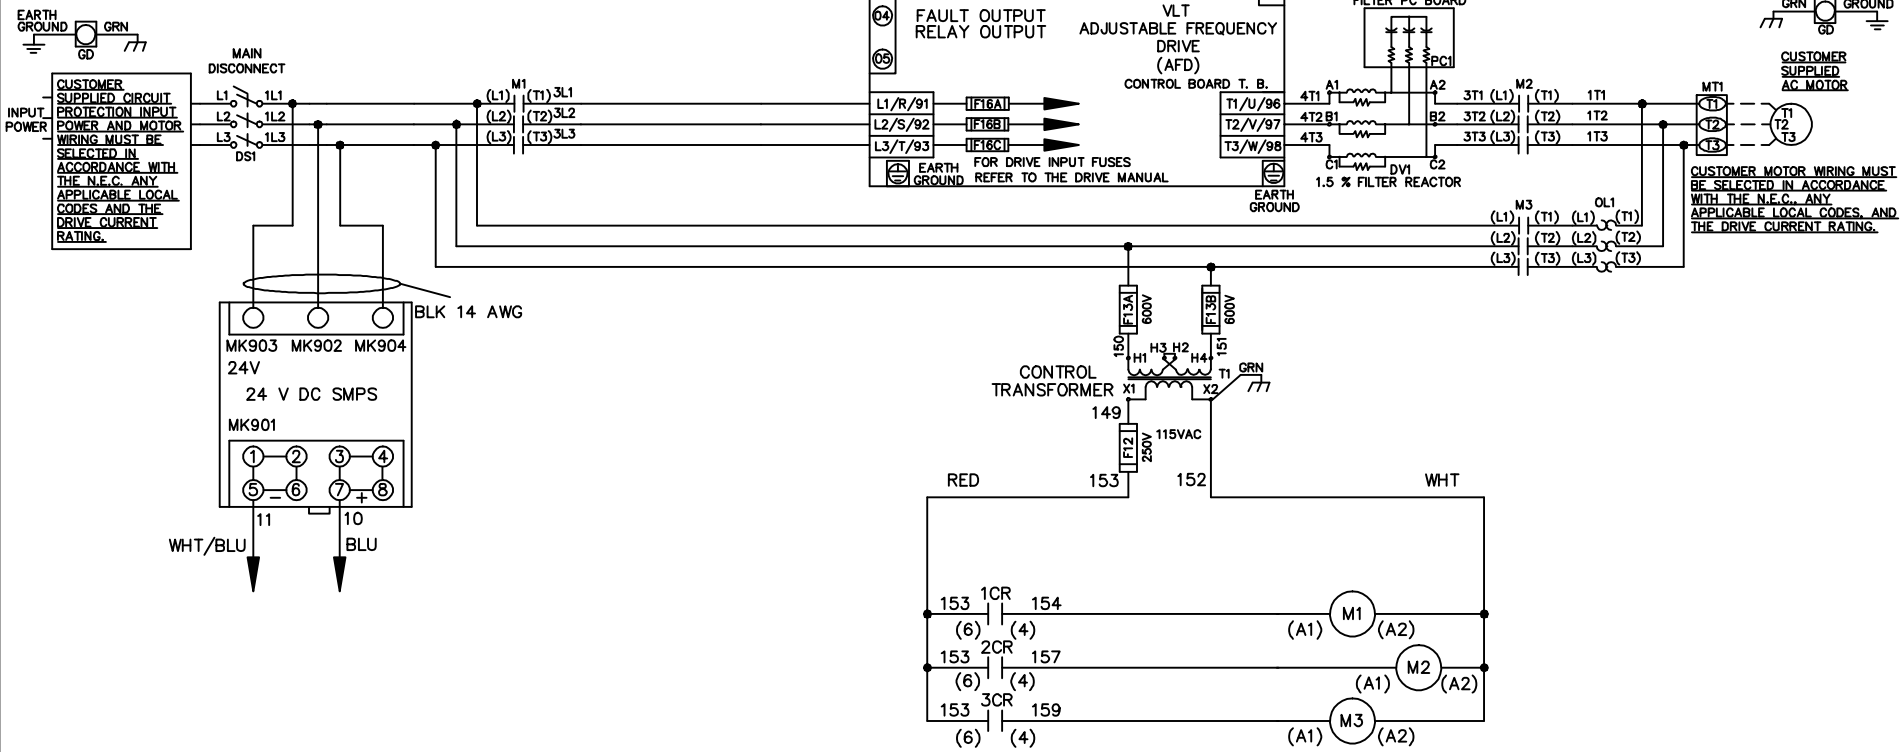 EARTH
GROUND
GRN
GD
MAIN
DISCONNECT
INPUT
POWER
CUSTOMER
SUPPLIED CIRCUIT
PROTECTION INPUT
POWER AND MOTOR
WIRING MUST BE
SELECTED IN
ACCORDANCE WITH
THE N.E.C. ANY
APPLICABLE LOCAL
CODES AND THE
DRIVE CURRENT
RATING.
L1 1L1
L2 1L2
L3 1L3
DS1
M1
(L1) (T1) 3L1
(L2) (T2) 3L2
(L3) (T3) 3L3
04
05
FAULT OUTPUT
RELAY OUTPUT
VLT
ADJUSTABLE FREQUENCY
DRIVE
(AFD)
CONTROL BOARD T. B.
L1/R/91 F16A
L2/S/92 F16B
L3/T/93 F16C
FOR DRIVE INPUT FUSES
REFER TO THE DRIVE MANUAL
EARTH
GROUND
T1/U/96
T2/V/97
T3/W/98
EARTH
GROUND
FILTER PC BOARD
PC1
4T1 A1 A2
4T2 B1 B2
4T3 C1 C2
DV1
1.5 % FILTER REACTOR
M2
3T1 (L1) (T1) 1T1
3T2 (L2) (T2) 1T2
3T3 (L3) (T3) 1T3
GRN
GROUND
GD
CUSTOMER
SUPPLIED
AC MOTOR
MT1
T1
T2
T3
T1
T2
T3
CUSTOMER MOTOR WIRING MUST
BE SELECTED IN ACCORDANCE
WITH THE N.E.C., ANY
APPLICABLE LOCAL CODES, AND
THE DRIVE CURRENT RATING.
M3 OL1
(L1) (T1) (L1) (T1)
(L2) (T2) (L2) (T2)
(L3) (T3) (L3) (T3)
BLK 14 AWG
MK903 MK902 MK904
24V
24 V DC SMPS
MK901
1 2 3 4
5 6 7 8
− +
11 10
WHT/BLU BLU
F13A 600V
F13B 600V
150 151
H1 H3 H2 H4
CONTROL
TRANSFORMER
T1
X1 X2
GRN
149
F12 250V
115VAC
153 152
RED WHT
153 1CR 154 M1
(6) (4) (A1) (A2)
153 2CR 157 M2
(6) (4) (A1) (A2)
153 3CR 159 M3
(6) (4) (A1) (A2)